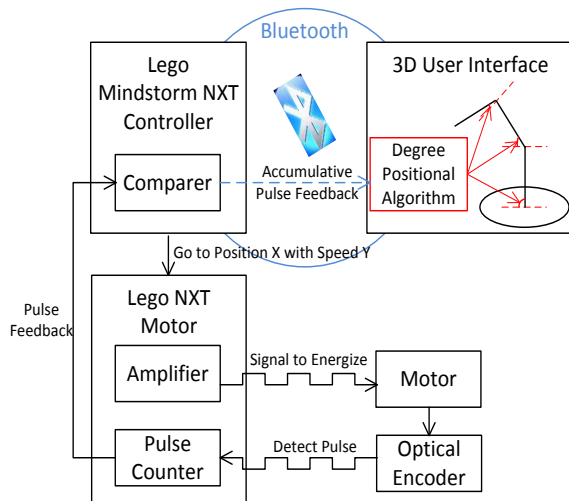 Bluetooth
Lego
Mindstorm NXT
Controller
Comparer
Accumulative
Pulse Feedback
3D User Interface
Degree
Positional
Algorithm
Go to Position X with Speed Y
Pulse
Feedback
Lego NXT
Motor
Amplifier
Signal to Energize
Motor
Pulse
Counter
Detect Pulse
Optical
Encoder